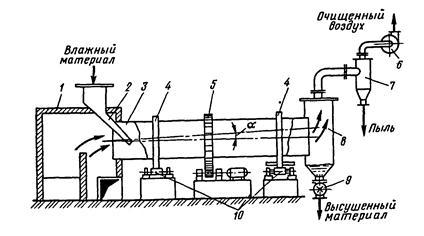 Очищенный
воздух
Влажный
материал
1
2
3
4
5
4
6
7
α
Пыль
8
9
10
Высушенный
материал